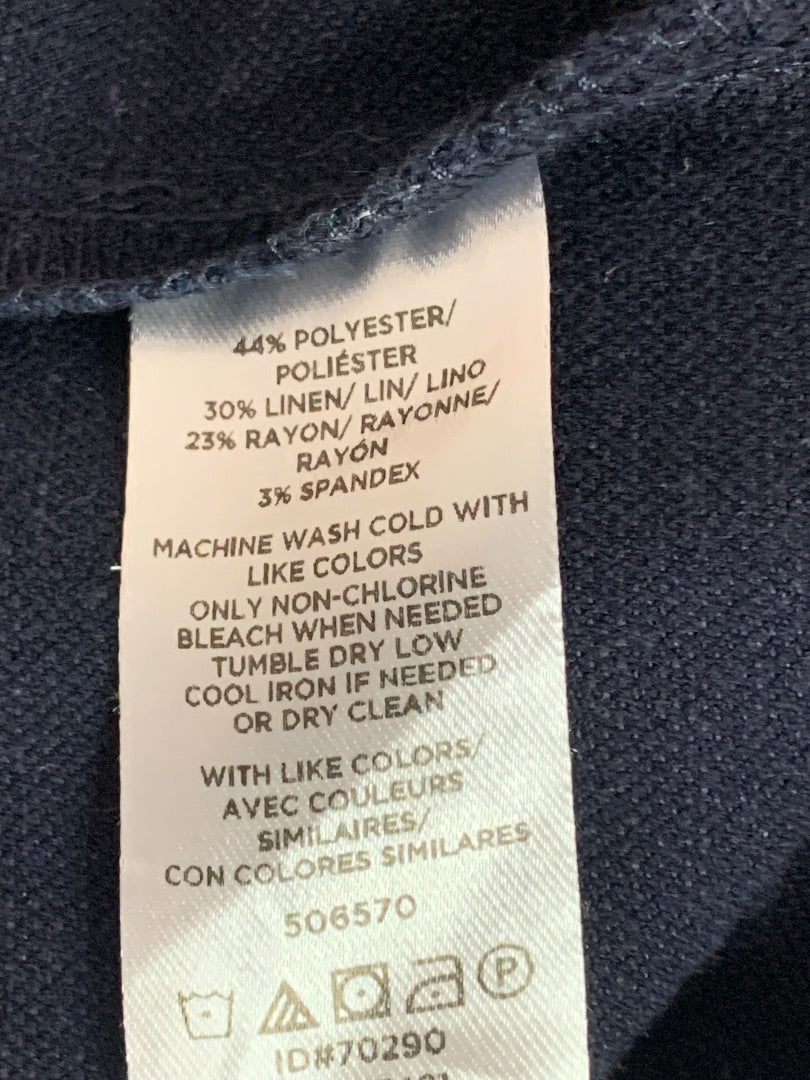 44% POLYESTER/
POLIÉSTER
30% LINEN/ LIN/ LINO
23% RAYON/ RAYONNE/
RAYÓN
3% SPANDEX
MACHINE WASH COLD WITH
LIKE COLORS
ONLY NON-CHLORINE
BLEACH WHEN NEEDED
TUMBLE DRY LOW
COOL IRON IF NEEDED
OR DRY CLEAN
WITH LIKE COLORS/
AVEC COULEURS
SIMILAIRES/
CON COLORES SIMILARES
506570
P
ID#70290